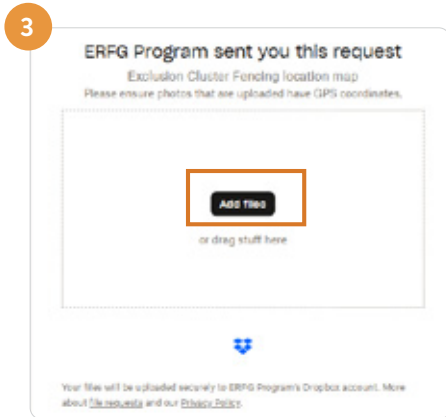 3
ERFG Program sent you this request
Exclusion Cluster Fencing location map
Please ensure photos that are uploaded have GPS coordinates.
Add files
or drag stuff here
Your files will be uploaded securely to ERFG Program's Dropbox account. More
about file requests and our Privacy Policy.